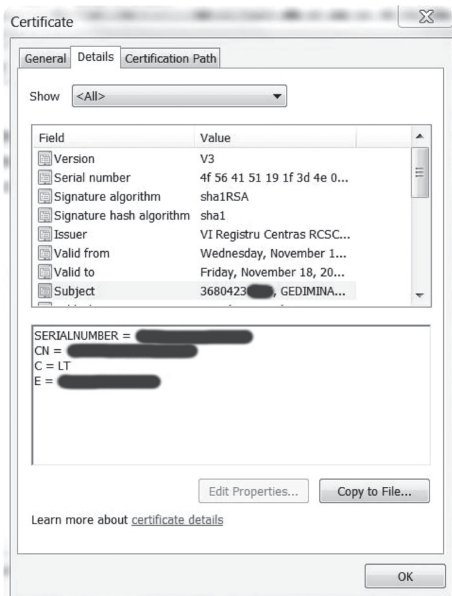 Certificate
General Details Certification Path
Show <All>
Field Value
Version V3
Serial number 4f 56 41 51 19 1f 3d 4e 0...
Signature algorithm sha1RSA
Signature hash algorithm sha1
Issuer VI Registru Centras RCSC...
Valid from Wednesday, November 1...
Valid to Friday, November 18, 20...
Subject 3680423 , GEDIMINA...
SERIALNUMBER =
CN =
C = LT
E =
Edit Properties... Copy to File...
Learn more about certificate details
OK